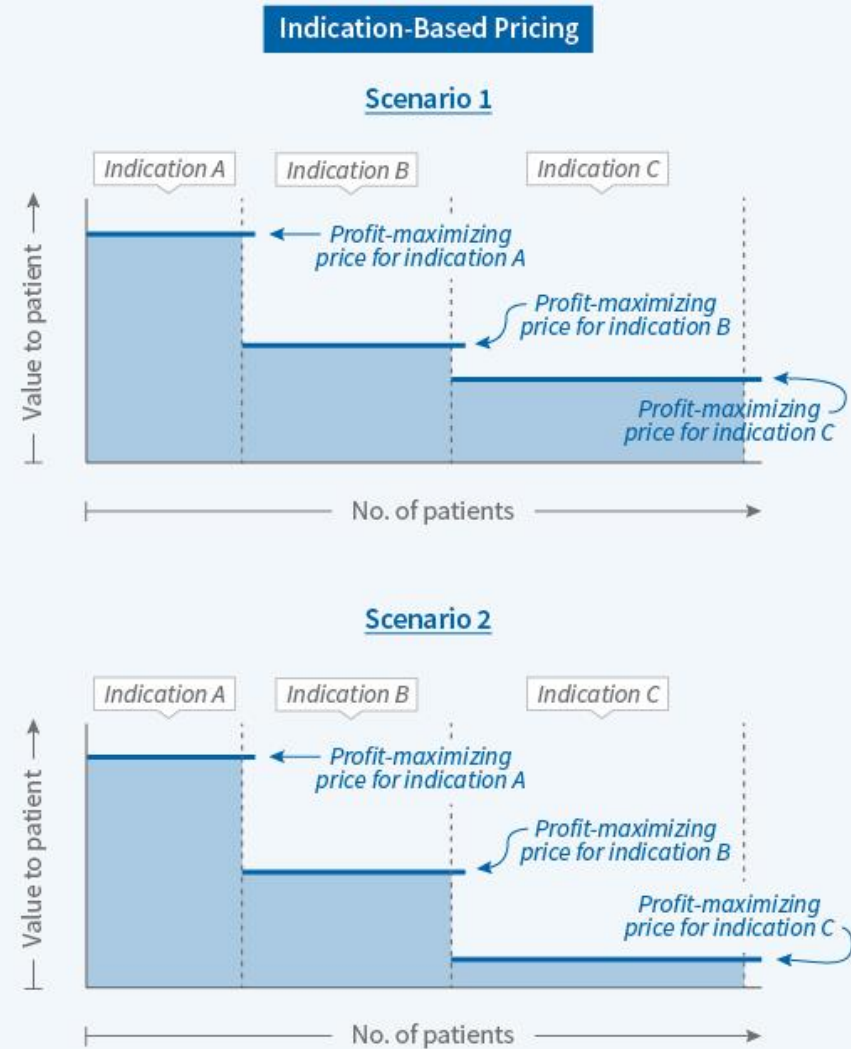 Indication-Based Pricing
Scenario 1
Indication A
Indication B
Indication C
Value to patient
Profit-maximizing
price for indication A
Profit-maximizing
price for indication B
Profit-maximizing
price for indication C
No. of patients
Scenario 2
Indication A
Indication B
Indication C
Value to patient
Profit-maximizing
price for indication A
Profit-maximizing
price for indication B
Profit-maximizing
price for indication C
No. of patients